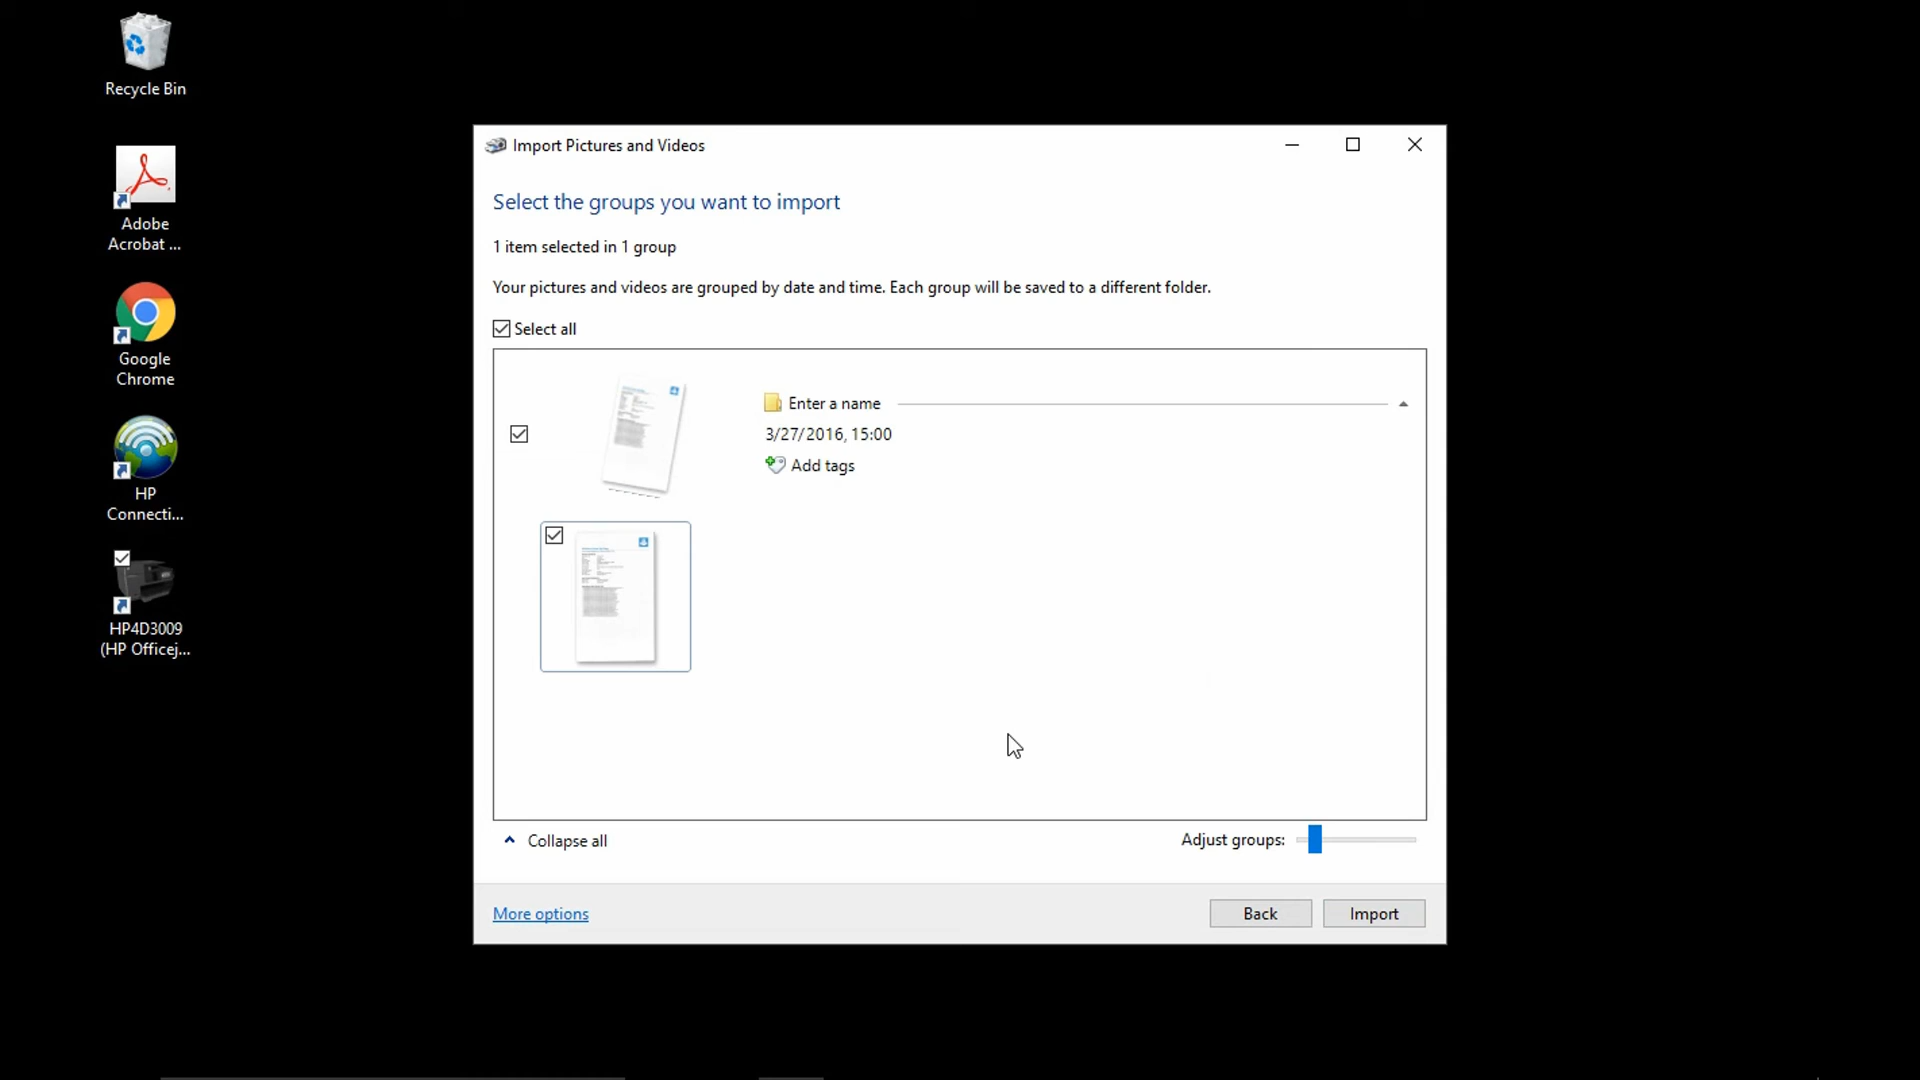 Recycle Bin
Adobe
Acrobat ...
Google
Chrome
HP
Connecti...
HP4D3009
(HP Officej...
Import Pictures and Videos
Select the groups you want to import
1 item selected in 1 group
Your pictures and videos are grouped by date and time. Each group will be saved to a different folder.
Select all
Enter a name
3/27/2016, 15:00
Add tags
Collapse all
Adjust groups:
More options
Back
Import